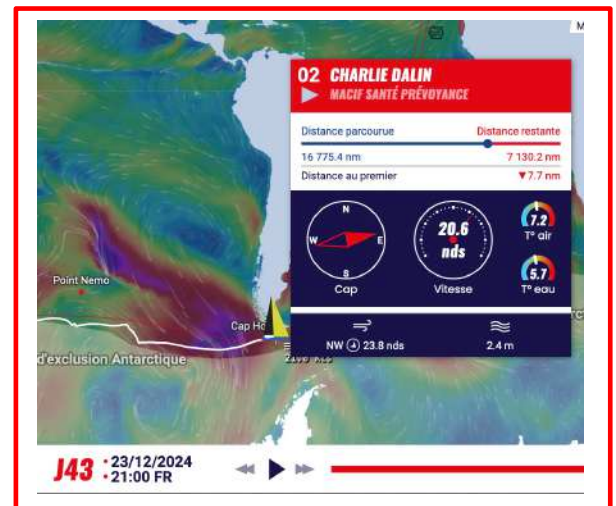 M
02 CHARLIE DALIN
MACIF SANTÉ PRÉVOYANCE
Distance parcourue Distance restante
16 775.4 nm 7 130.2 nm
Distance au premier ▼7.7 nm
N
W E
S
Cap
20.6
nds
Vitesse
7.2
T° air
5.7
T° eau
NW 23.8 nds 2.4 m
Point Nemo
Cap Ho
d'exclusion Antarctique
J43 • 23/12/2024
• 21:00 FR